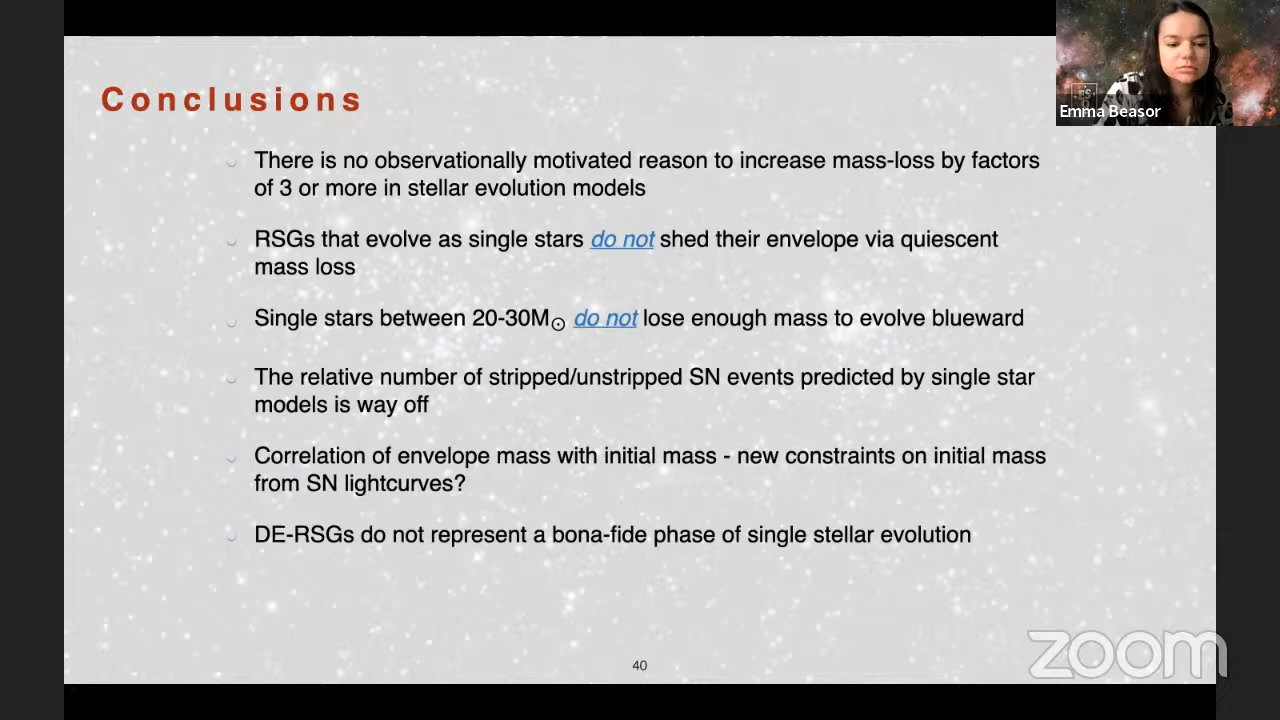 Conclusions
There is no observationally motivated reason to increase mass-loss by factors
of 3 or more in stellar evolution models
RSGs that evolve as single stars do not shed their envelope via quiescent
mass loss
Single stars between 20-30M⊙ do not lose enough mass to evolve blueward
The relative number of stripped/unstripped SN events predicted by single star
models is way off
Correlation of envelope mass with initial mass - new constraints on initial mass
from SN lightcurves?
DE-RSGs do not represent a bona-fide phase of single stellar evolution
40
Emma Beasor
zoom